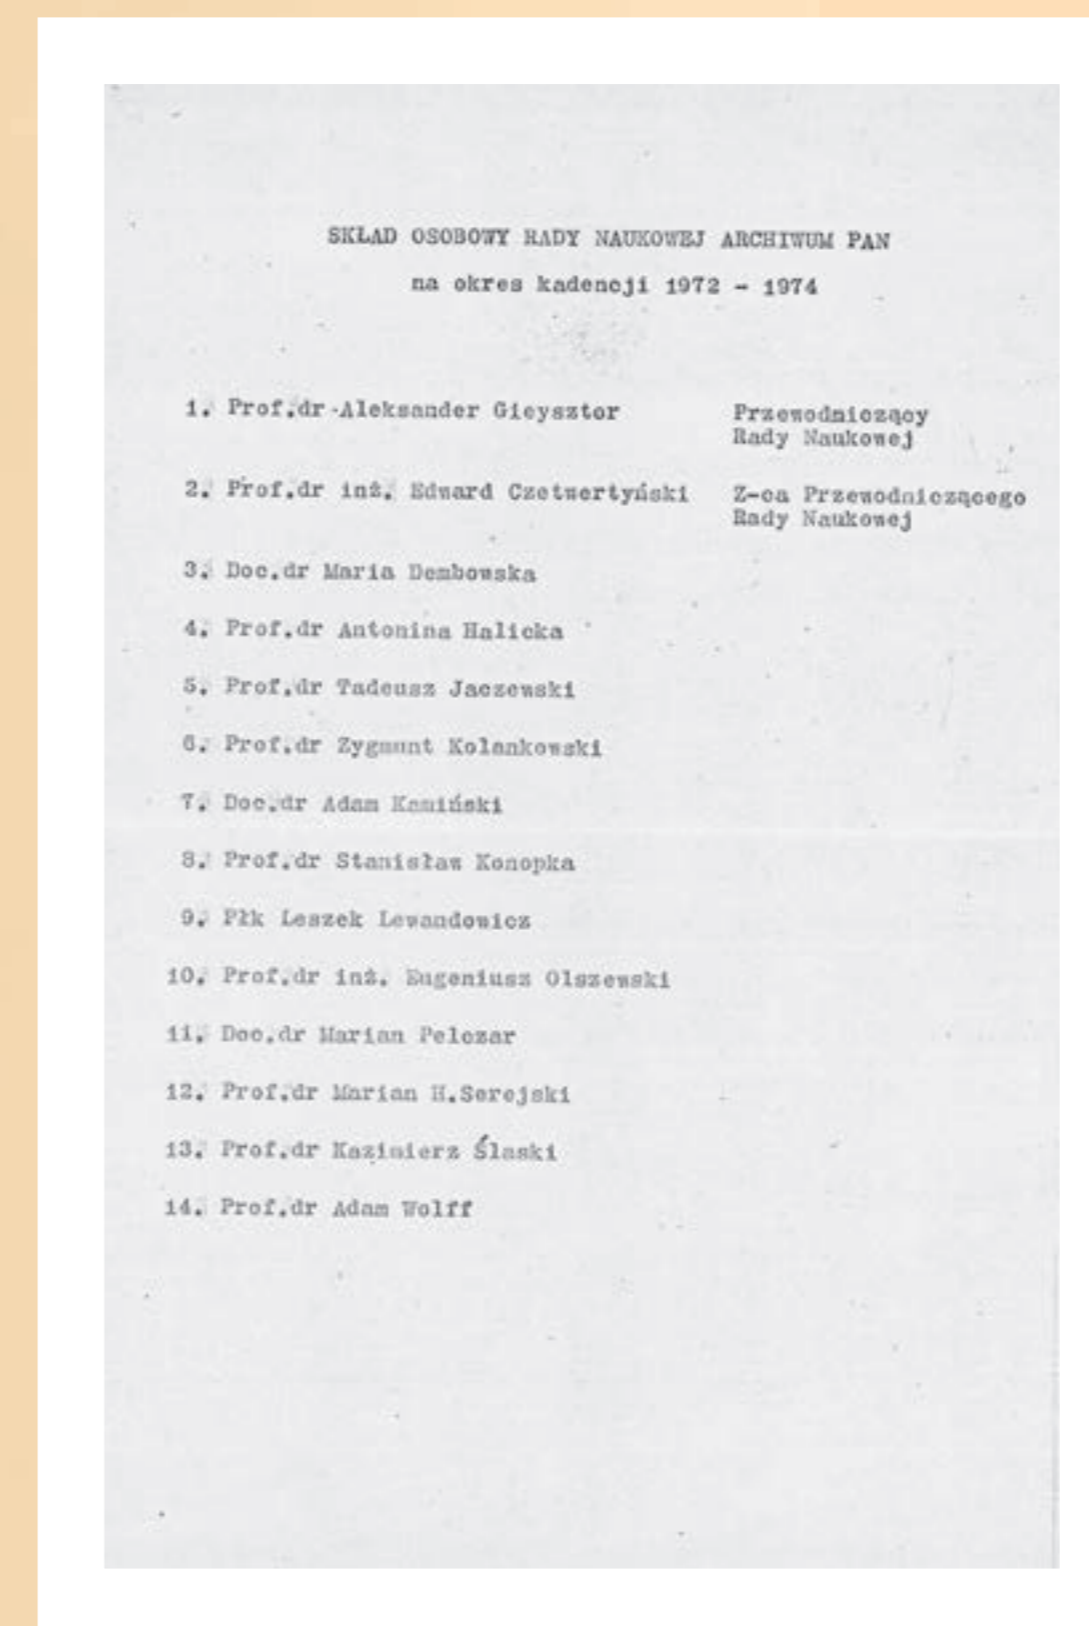 SKŁAD OSOBOWY RADY NAUKOWEJ ARCHIWUM PAN
na okres kadencji 1972 - 1974
1. Prof.dr Aleksander Gieysztor Przewodniczący
Rady Naukowej
2. Prof.dr inż. Edward Czetwertyński Z-ca Przewodniczącego
Rady Naukowej
3. Doc.dr Maria Dembowska
4. Prof.dr Antonina Halicka
5. Prof.dr Tadeusz Jaczewski
6. Prof.dr Zygmunt Kolankowski
7. Doc.dr Adam Kamiński
8. Prof.dr Stanisław Konopka
9. Płk Leszek Lewandowicz
10. Prof.dr inż. Eugeniusz Olszewski
11. Doc.dr Marian Pelczar
12. Prof.dr Marian H.Serejski
13. Prof.dr Kazimierz Ślaski
14. Prof.dr Adam Wolff